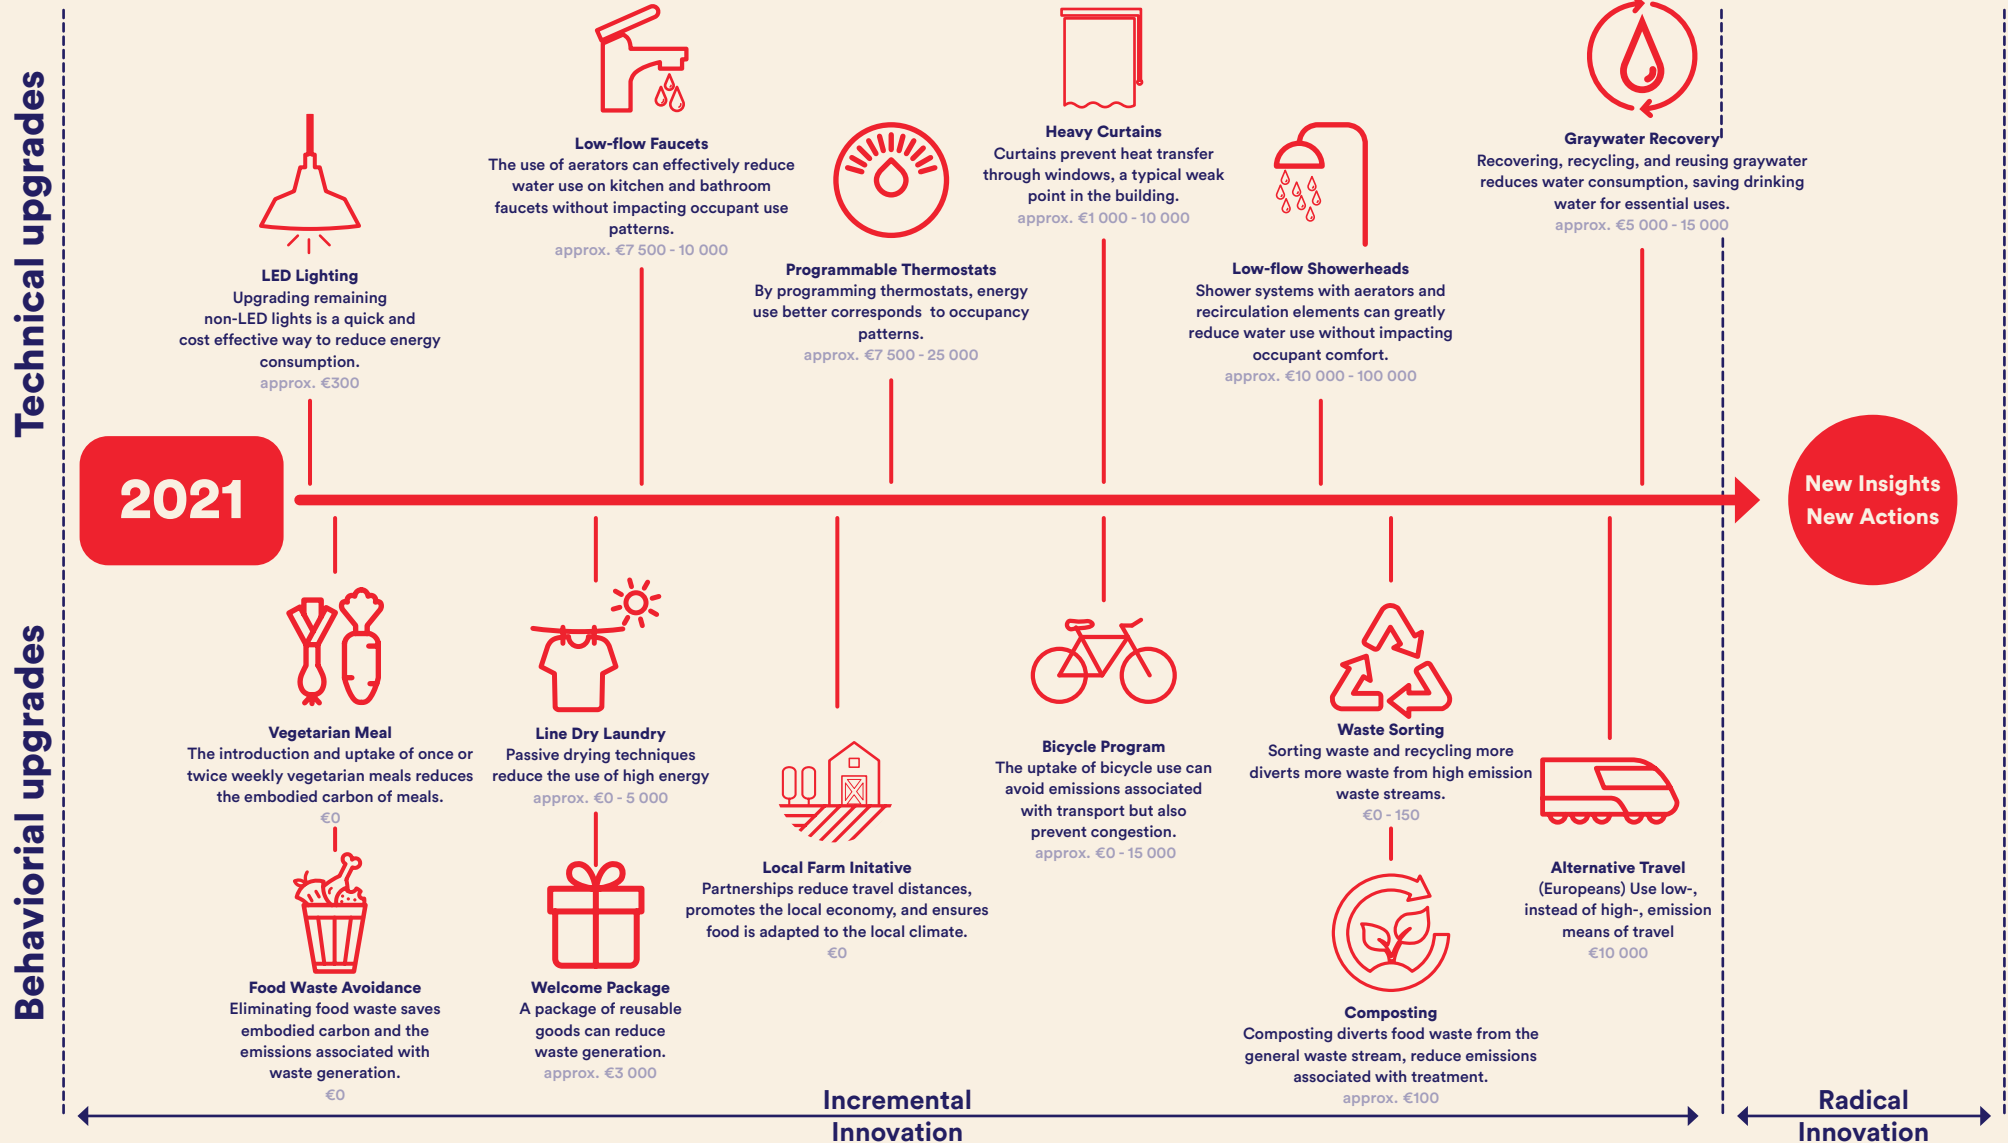 Technical upgrades
LED Lighting
Upgrading remaining
non-LED lights is a quick and
cost effective way to reduce energy
consumption.
approx. €300
Low-flow Faucets
The use of aerators can effectively reduce
water use on kitchen and bathroom
faucets without impacting occupant use
patterns.
approx. €7 500 - 10 000
Programmable Thermostats
By programming thermostats, energy
use better corresponds to occupancy
patterns.
approx. €7 500 - 25 000
Heavy Curtains
Curtains prevent heat transfer
through windows, a typical weak
point in the building.
approx. €1 000 - 10 000
Low-flow Showerheads
Shower systems with aerators and
recirculation elements can greatly
reduce water use without impacting
occupant comfort.
approx. €10 000 - 100 000
Graywater Recovery
Recovering, recycling, and reusing graywater
reduces water consumption, saving drinking
water for essential uses.
approx. €5 000 - 15 000
2021
New Insights
New Actions
Behaviorial upgrades
Vegetarian Meal
The introduction and uptake of once or
twice weekly vegetarian meals reduces
the embodied carbon of meals.
€0
Food Waste Avoidance
Eliminating food waste saves
embodied carbon and the
emissions associated with
waste generation.
€0
Line Dry Laundry
Passive drying techniques
reduce the use of high energy
approx. €0 - 5 000
Welcome Package
A package of reusable
goods can reduce
waste generation.
approx. €3 000
Local Farm Initative
Partnerships reduce travel distances,
promotes the local economy, and ensures
food is adapted to the local climate.
€0
Bicycle Program
The uptake of bicycle use can
avoid emissions associated
with transport but also
prevent congestion.
approx. €0 - 15 000
Waste Sorting
Sorting waste and recycling more
diverts more waste from high emission
waste streams.
€0 - 150
Composting
Composting diverts food waste from the
general waste stream, reduce emissions
associated with treatment.
approx. €100
Alternative Travel
(Europeans) Use low-,
instead of high-, emission
means of travel
€10 000
Incremental
Innovation
Radical
Innovation